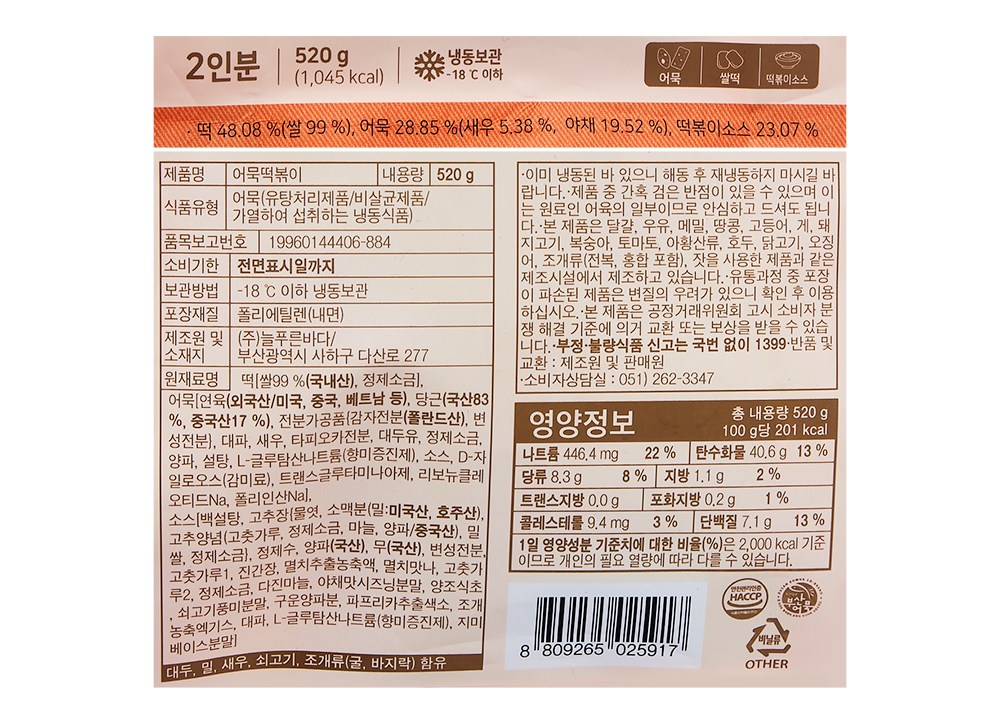 2인분
520 g
(1,045 kcal)
냉동보관
-18 ℃ 이하
어묵
쌀떡
떡볶이소스
· 떡 48.08 %(쌀 99 %), 어묵 28.85 %(새우 5.38 %, 야채 19.52 %), 떡볶이소스 23.07 %
제품명 어묵떡볶이 내용량 520 g
식품유형 어묵(유탕처리제품/비살균제품/
가열하여 섭취하는 냉동식품)
품목보고번호 19960144406-884
소비기한 전면표시일까지
보관방법 -18 ℃ 이하 냉동보관
포장재질 폴리에틸렌(내면)
제조원 및 (주)늘푸른바다/
소재지 부산광역시 사하구 다산로 277
원재료명 떡[쌀99 %(국내산), 정제소금],
어묵[연육(외국산/미국, 중국, 베트남 등), 당근(국산83
%, 중국산17 %), 전분가공품(감자전분(폴란드산), 변
성전분), 대파, 새우, 타피오카전분, 대두유, 정제소금,
양파, 설탕, L-글루탐산나트륨(향미증진제), 소스, D-자
일로오스(감미료), 트랜스글루타미나아제, 리보뉴클레
오티드Na, 폴리인산Na],
소스[백설탕, 고추장{물엿, 소맥분(밀:미국산, 호주산),
고추양념(고춧가루, 정제소금, 마늘, 양파/중국산), 밀
쌀, 정제소금}, 정제수, 양파(국산), 무(국산), 변성전분,
고춧가루1, 진간장, 멸치추출농축액, 멸치맛나, 고춧가
루2, 정제소금, 다진마늘, 야채맛시즈닝분말, 양조식초
, 쇠고기풍미분말, 구운양파분, 파프리카추출색소, 조개
농축엑기스, 대파, L-글루탐산나트륨(향미증진제), 지미
베이스분말]
대두, 밀, 새우, 쇠고기, 조개류(굴, 바지락) 함유
·이미 냉동된 바 있으니 해동 후 재냉동하지 마시길 바
랍니다.·제품 중 간혹 검은 반점이 있을 수 있으며 이
는 원료인 어육의 일부이므로 안심하고 드셔도 됩니
다.·본 제품은 달걀, 우유, 메밀, 땅콩, 고등어, 게, 돼
지고기, 복숭아, 토마토, 아황산류, 호두, 닭고기, 오징
어, 조개류(전복, 홍합 포함), 잣을 사용한 제품과 같은
제조시설에서 제조하고 있습니다.·유통과정 중 포장
이 파손된 제품은 변질의 우려가 있으니 확인 후 이용
하십시오.·본 제품은 공정거래위원회 고시 소비자 분
쟁 해결 기준에 의거 교환 또는 보상을 받을 수 있습
니다.·부정·불량식품 신고는 국번 없이 1399·반품 및
교환 : 제조원 및 판매원
·소비자상담실 : 051) 262-3347
영양정보
총 내용량 520 g
100 g당 201 kcal
나트륨 446.4 mg 22 % 탄수화물 40.6 g 13 %
당류 8.3 g 8 % 지방 1.1 g 2 %
트랜스지방 0.0 g 포화지방 0.2 g 1 %
콜레스테롤 9.4 mg 3 % 단백질 7.1 g 13 %
1일 영양성분 기준치에 대한 비율(%)은 2,000 kcal 기준
이므로 개인의 필요 열량에 따라 다를 수 있습니다.
안전관리인증
HACCP
부산어묵
8 809265 025917
비닐류
OTHER